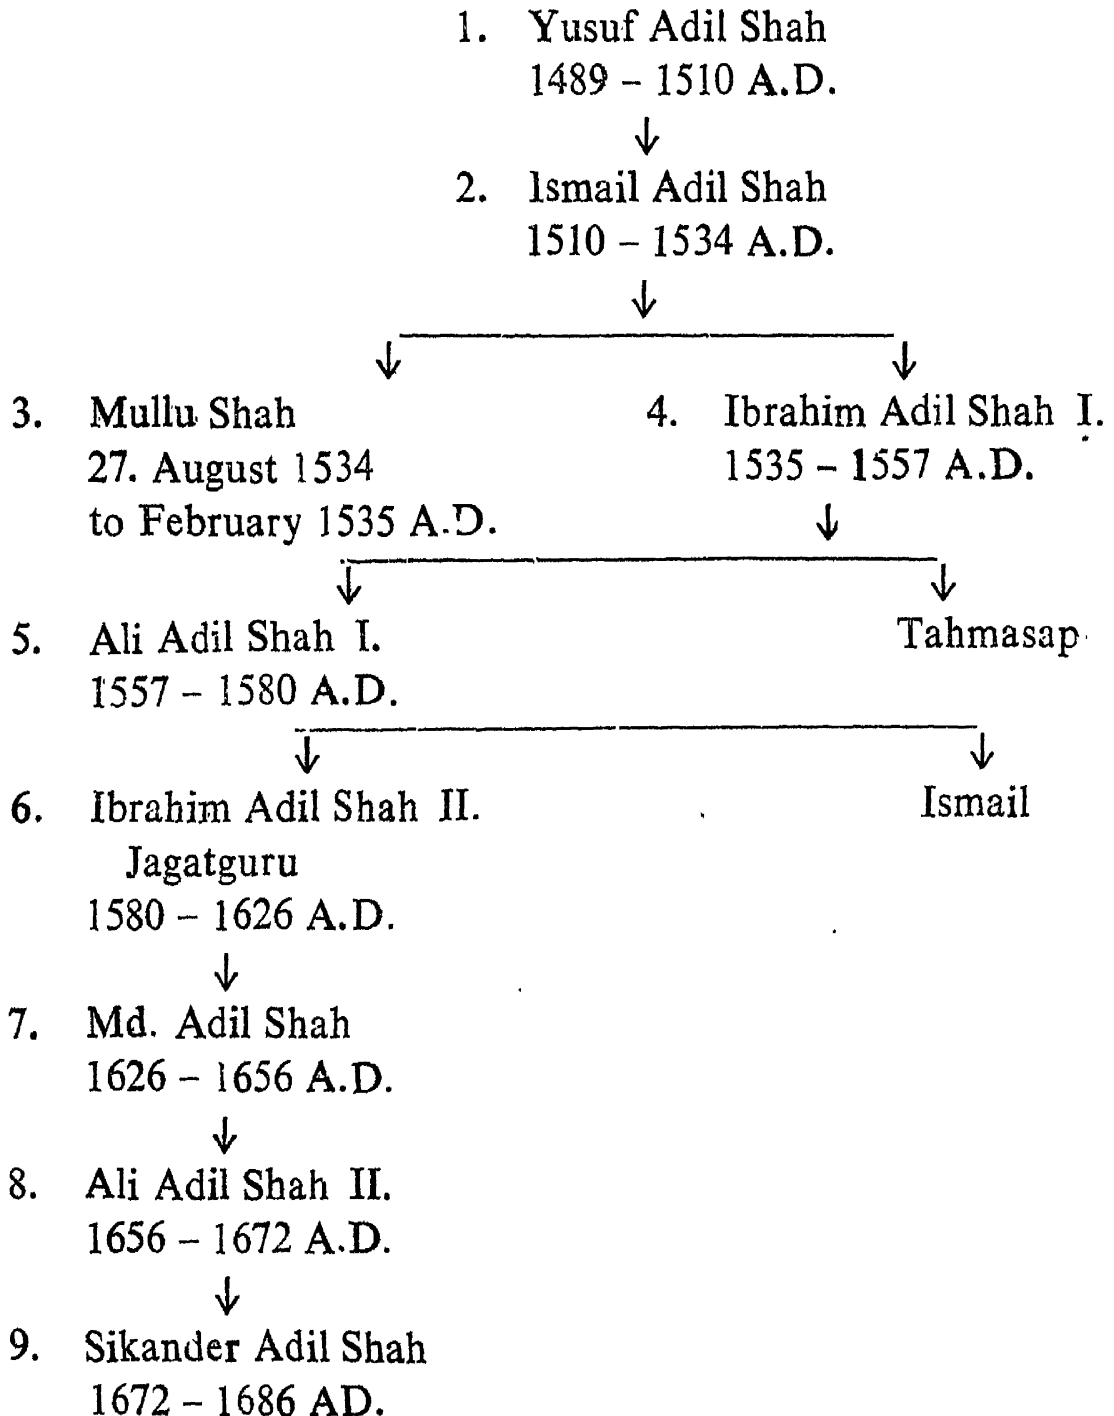 1. Yusuf Adil Shah
1489 – 1510 A.D.
2. Ismail Adil Shah
1510 – 1534 A.D.
3. Mullu Shah
27. August 1534
to February 1535 A.D.
4. Ibrahim Adil Shah I.
1535 – 1557 A.D.
5. Ali Adil Shah I.
1557 – 1580 A.D.
Tahmasap
6. Ibrahim Adil Shah II.
Jagatguru
1580 – 1626 A.D.
Ismail
7. Md. Adil Shah
1626 – 1656 A.D.
8. Ali Adil Shah II.
1656 – 1672 A.D.
9. Sikander Adil Shah
1672 – 1686 AD.